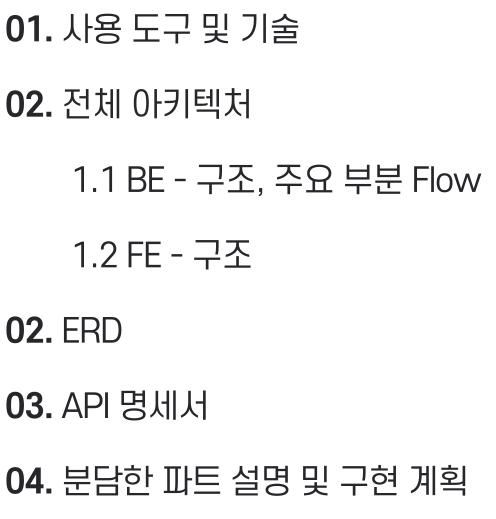 01. 사용 도구 및 기술
02. 전체 아키텍처
1.1 BE - 구조, 주요 부분 Flow
1.2 FE - 구조
02. ERD
03. API 명세서
04. 분담한 파트 설명 및 구현 계획